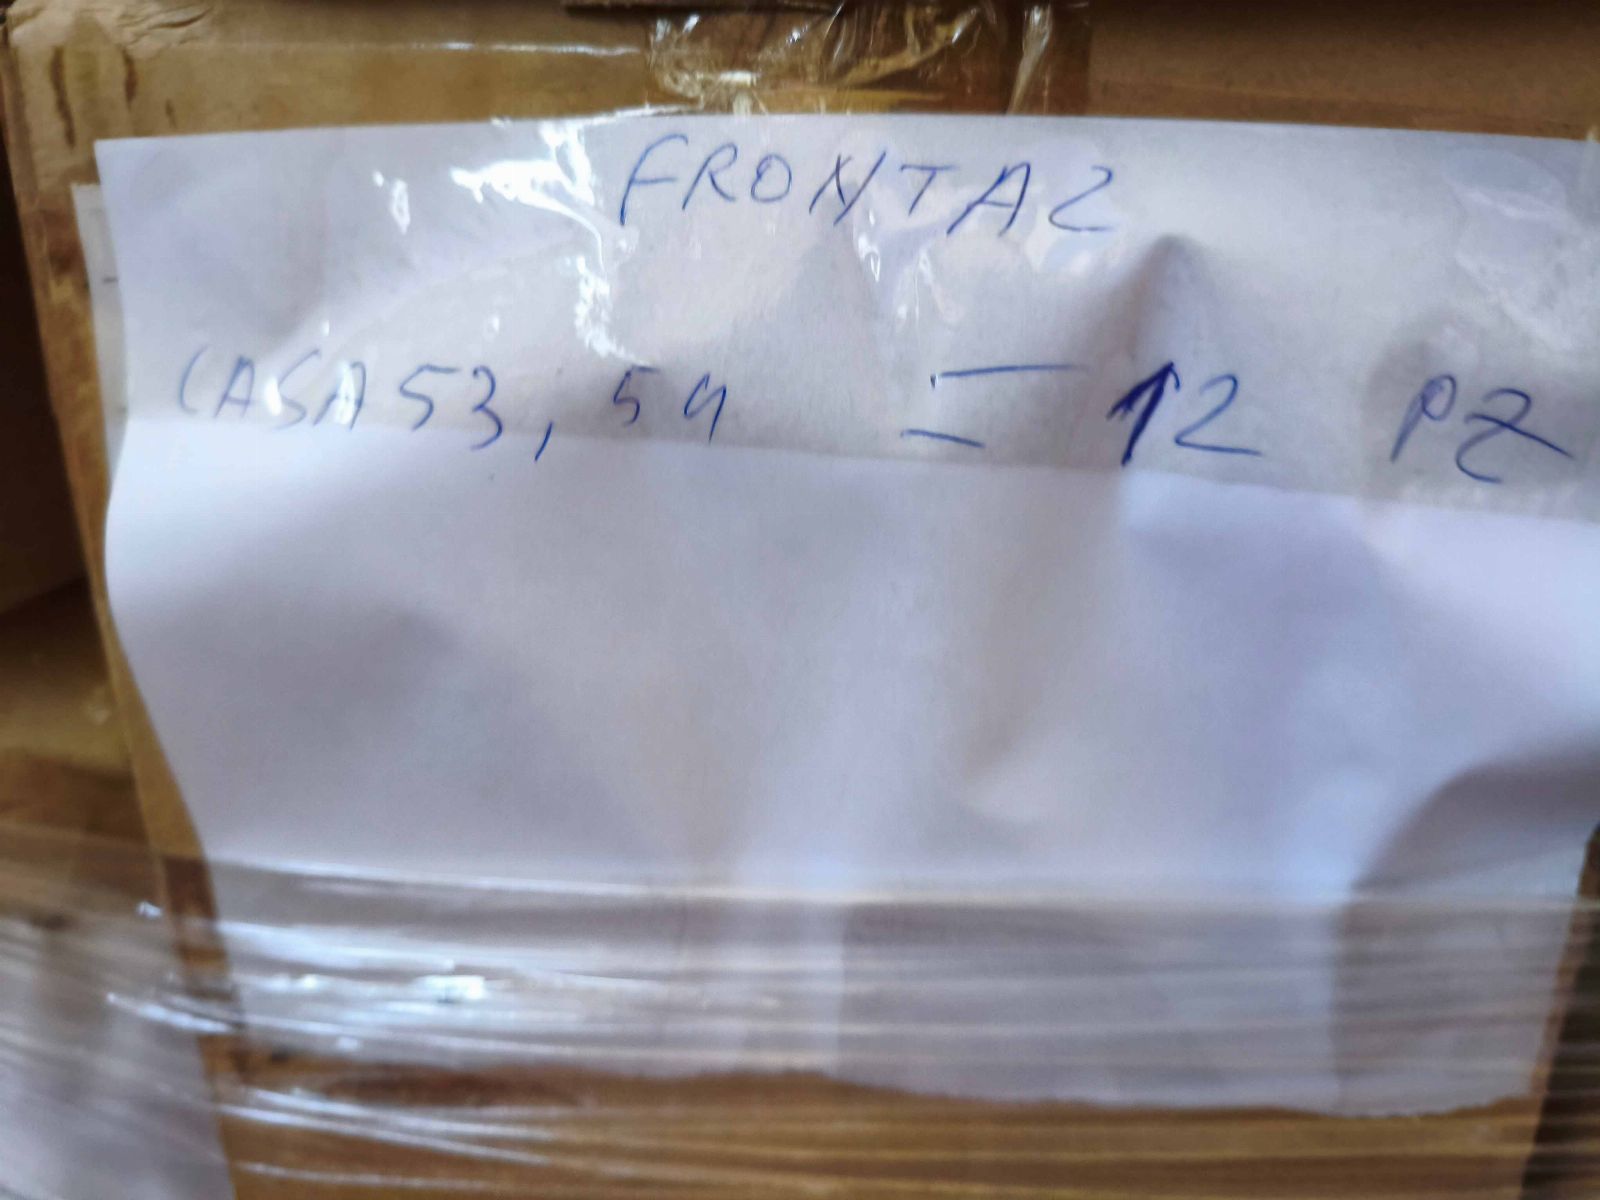 FRONTAL
CASA 53, 54 = 12 PZ